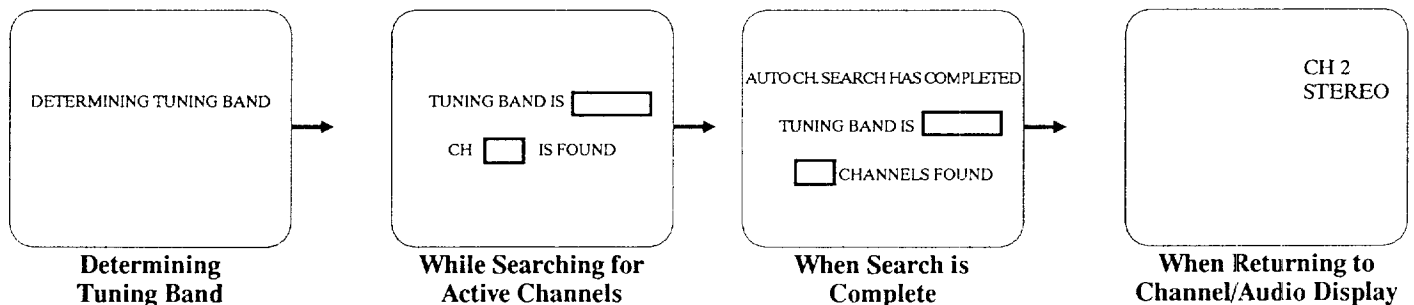 DETERMINING TUNING BAND
Determining
Tuning Band
TUNING BAND IS
CH IS FOUND
While Searching for
Active Channels
AUTO CH. SEARCH HAS COMPLETED
TUNING BAND IS
CHANNELS FOUND
When Search is
Complete
CH 2
STEREO
When Returning to
Channel/Audio Display